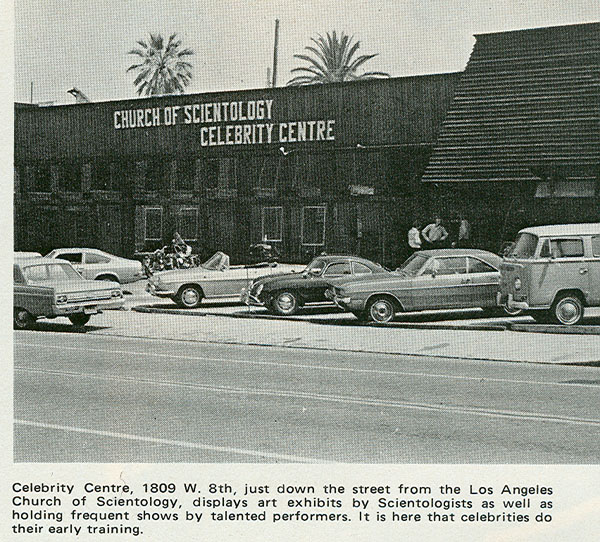 CHURCH OF SCIENTOLOGY
CELEBRITY CENTRE
Celebrity Centre, 1809 W. 8th, just down the street from the Los Angeles
Church of Scientology, displays art exhibits by Scientologists as well as
holding frequent shows by talented performers. It is here that celebrities do
their early training.